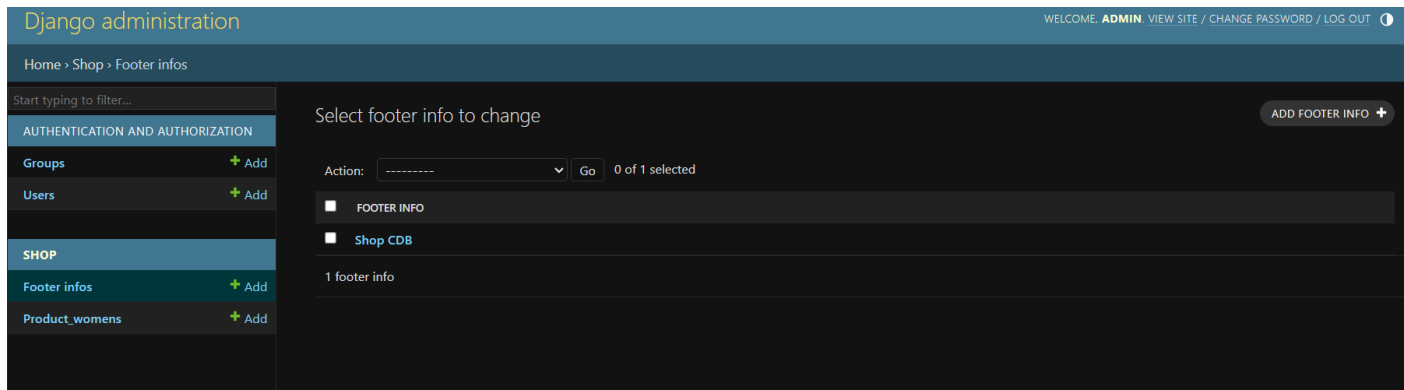 Django administration
WELCOME, ADMIN. VIEW SITE / CHANGE PASSWORD / LOG OUT
Home › Shop › Footer infos
Start typing to filter...
AUTHENTICATION AND AUTHORIZATION
Groups + Add
Users + Add
SHOP
Footer infos + Add
Product_womens + Add
Select footer info to change
ADD FOOTER INFO +
Action: --------- Go 0 of 1 selected
FOOTER INFO
Shop CDB
1 footer info